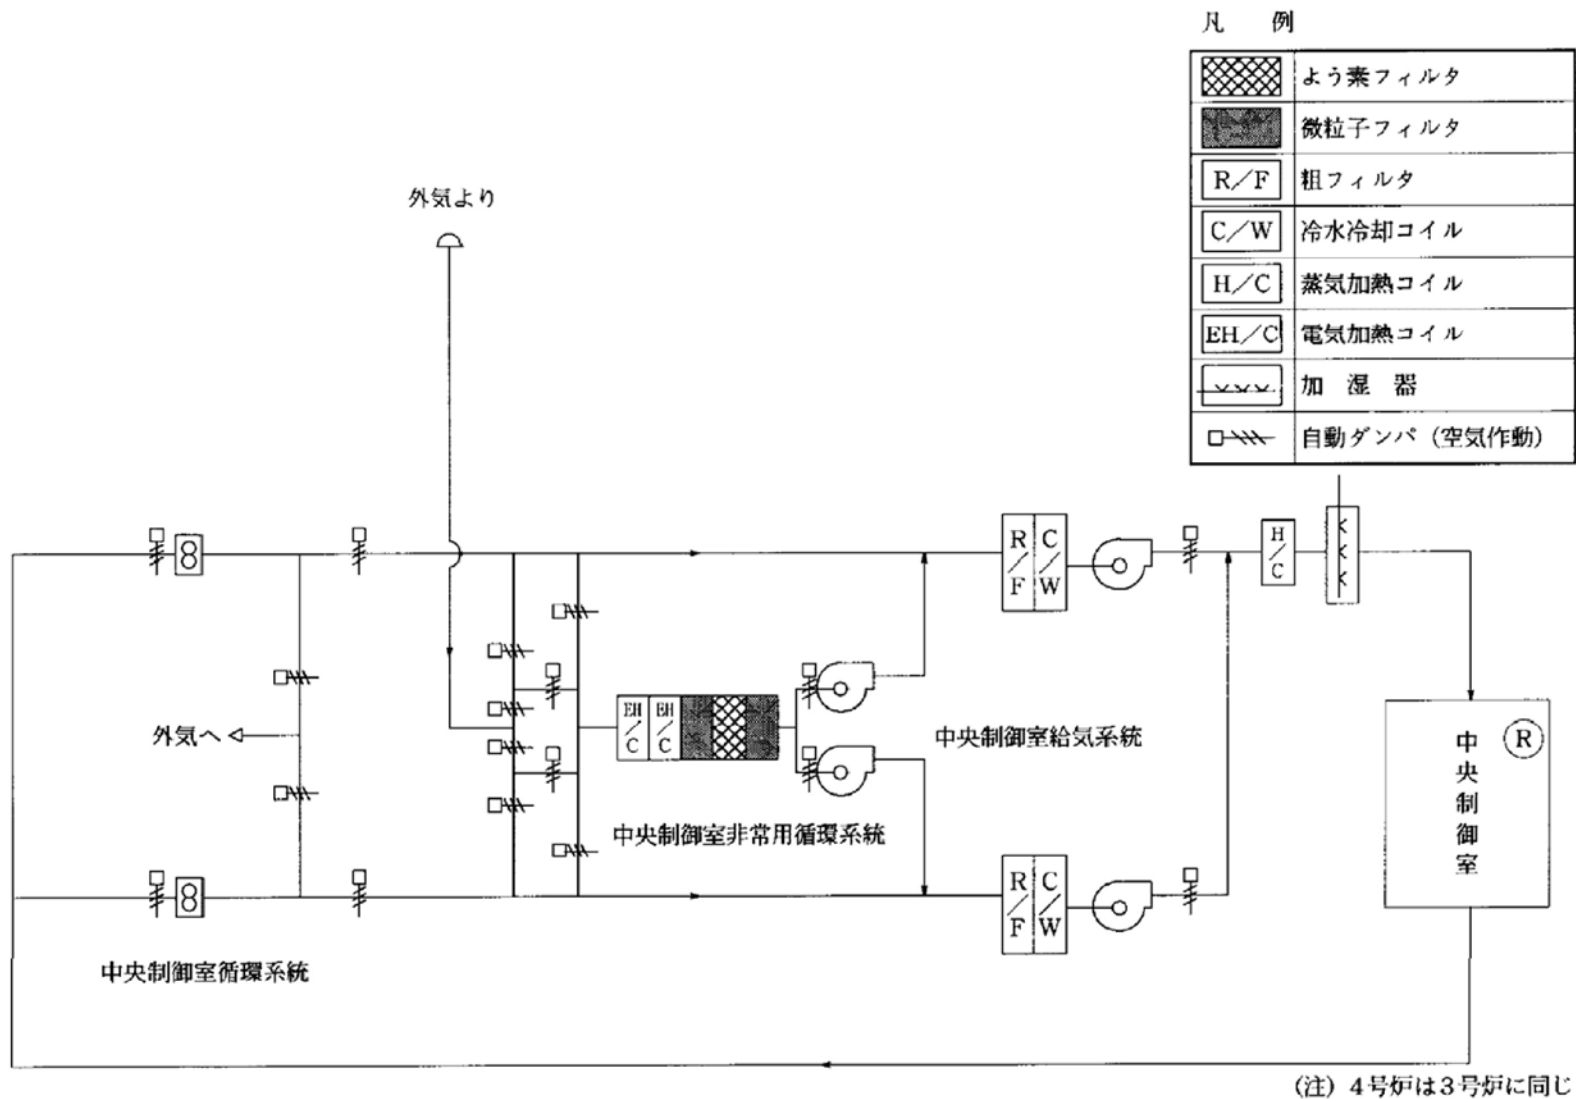 凡 例
よう素フィルタ
微粒子フィルタ
R/F 粗フィルタ
C/W 冷水冷却コイル
H/C 蒸気加熱コイル
EH/C 電気加熱コイル
加 湿 器
自動ダンパ（空気作動）
外気より
R/F C/W
H/C
外気へ
EH/C EH/C
中央制御室給気系統
中央制御室 R
中央制御室非常用循環系統
R/F C/W
中央制御室循環系統
(注) 4号炉は3号炉に同じ